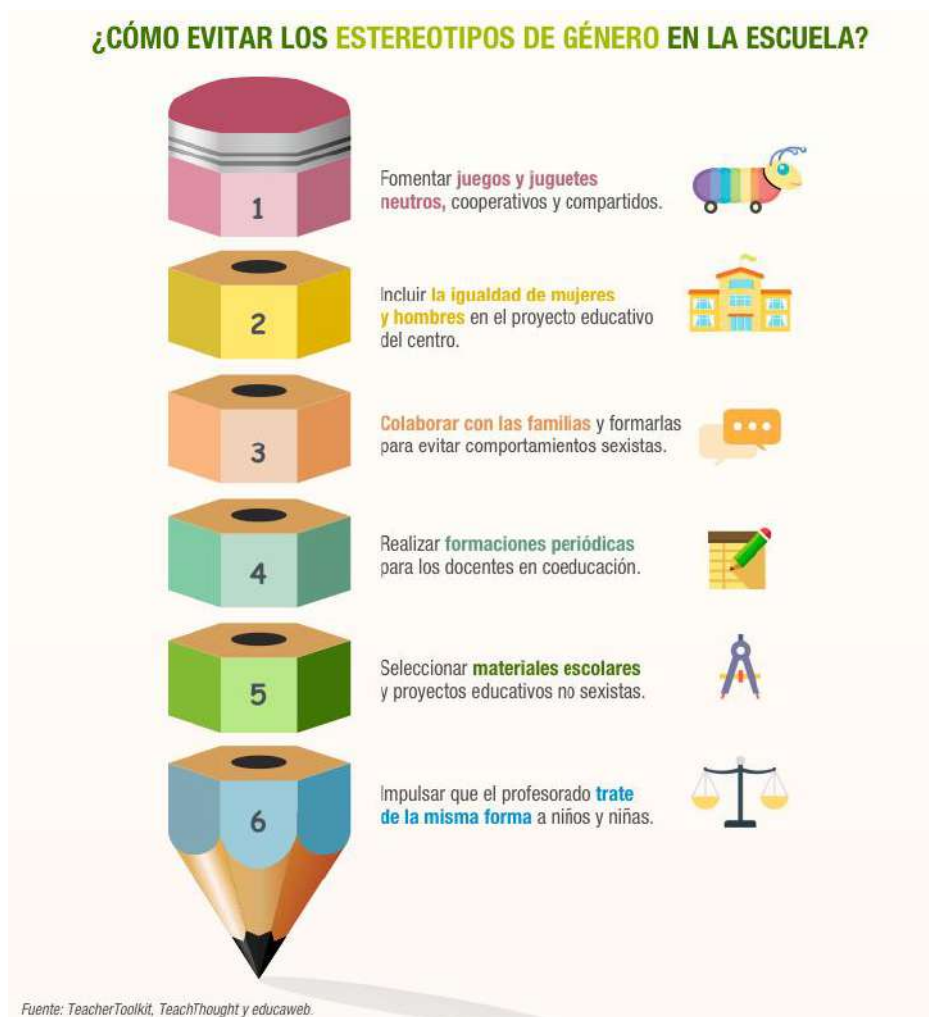 ¿CÓMO EVITAR LOS ESTEREOTIPOS DE GÉNERO EN LA ESCUELA?
1
Fomentar juegos y juguetes
neutros, cooperativos y compartidos.
2
Incluir la igualdad de mujeres
y hombres en el proyecto educativo
del centro.
3
Colaborar con las familias y formarlas
para evitar comportamientos sexistas.
4
Realizar formaciones periódicas
para los docentes en coeducación.
5
Seleccionar materiales escolares
y proyectos educativos no sexistas.
6
Impulsar que el profesorado trate
de la misma forma a niños y niñas.
Fuente: TeacherToolkit, TeachThought y educaweb.